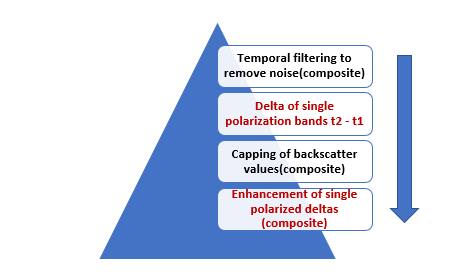 Temporal filtering to
remove noise(composite)
Delta of single
polarization bands t2 - t1
Capping of backscatter
values(composite)
Enhancement of single
polarized deltas
(composite)